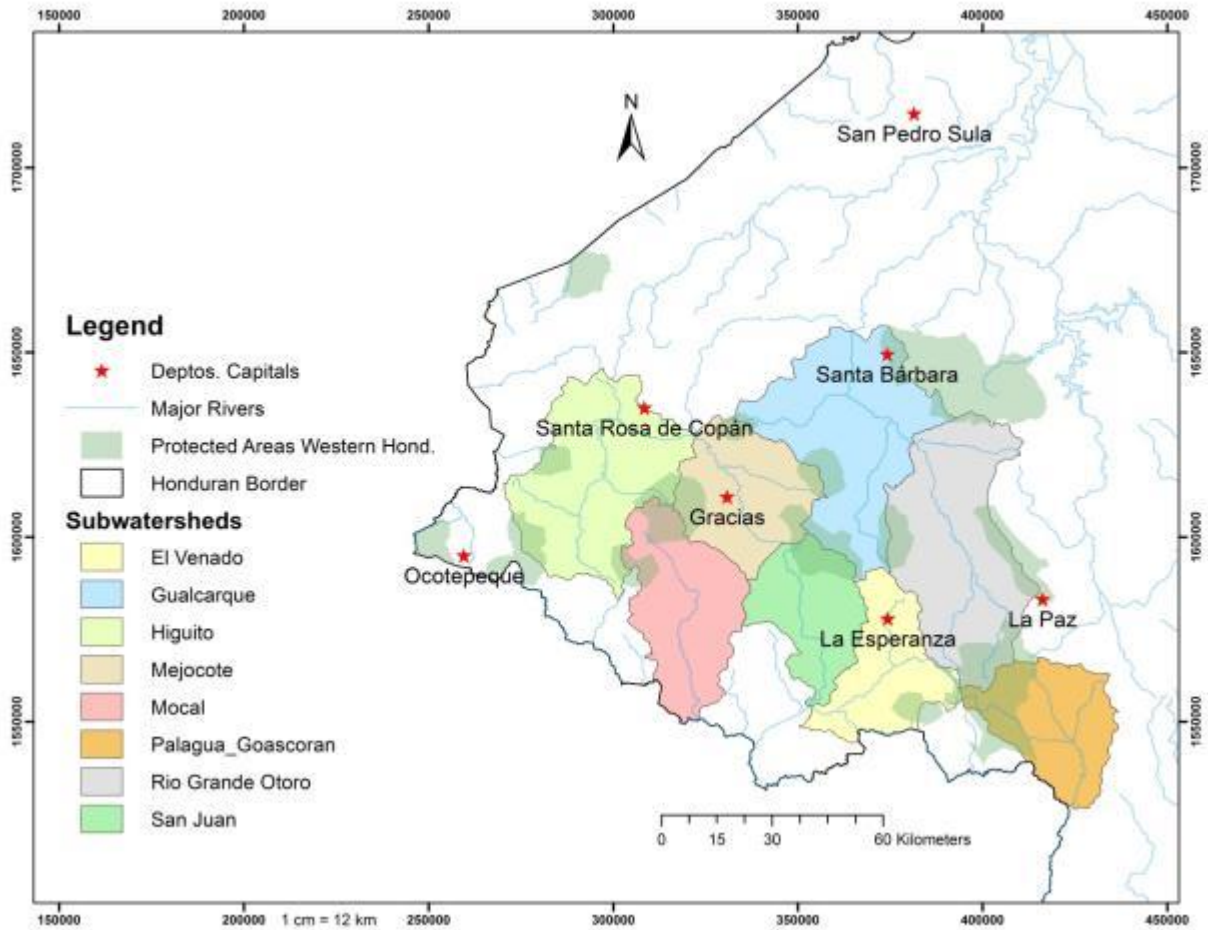 150000 200000 250000 300000 350000 400000 450000
N
San Pedro Sula
1700000 1700000
Legend
Deptos. Capitals
Major Rivers
Protected Areas Western Hond.
Honduran Border
Subwatersheds
El Venado
Gualcarque
Higuito
Mejocote
Mocal
Palagua_Goascoran
Rio Grande Otoro
San Juan
1650000 1650000
Santa Bárbara
Santa Rosa de Copán
Gracias
1600000 1600000
Ocotepeque
La Paz
La Esperanza
1550000 1550000
0 15 30 60 Kilometers
150000 200000 1 cm = 12 km 250000 300000 350000 400000 450000